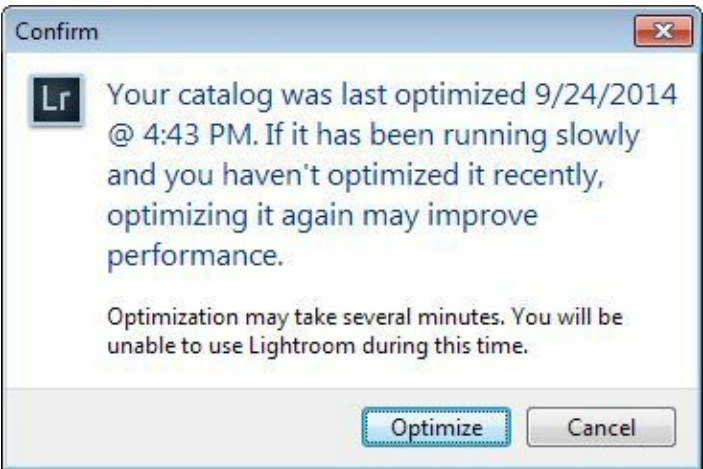 Confirm
Lr
Your catalog was last optimized 9/24/2014
@ 4:43 PM. If it has been running slowly
and you haven't optimized it recently,
optimizing it again may improve
performance.
Optimization may take several minutes. You will be
unable to use Lightroom during this time.
Optimize Cancel